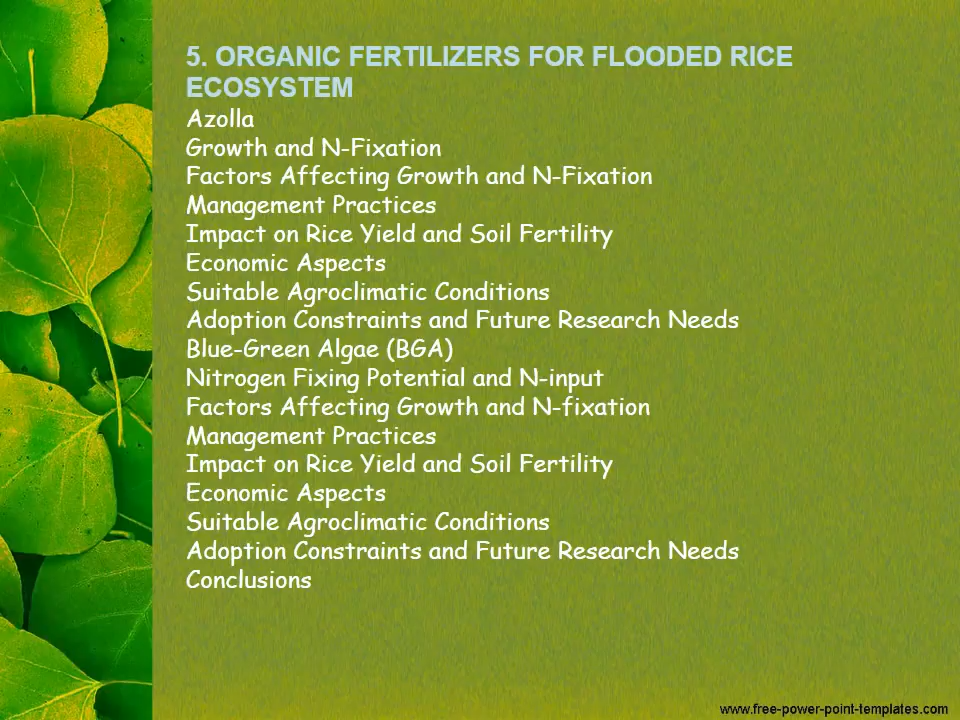 5. ORGANIC FERTILIZERS FOR FLOODED RICE
ECOSYSTEM
Azolla
Growth and N-Fixation
Factors Affecting Growth and N-Fixation
Management Practices
Impact on Rice Yield and Soil Fertility
Economic Aspects
Suitable Agroclimatic Conditions
Adoption Constraints and Future Research Needs
Blue-Green Algae (BGA)
Nitrogen Fixing Potential and N-input
Factors Affecting Growth and N-fixation
Management Practices
Impact on Rice Yield and Soil Fertility
Economic Aspects
Suitable Agroclimatic Conditions
Adoption Constraints and Future Research Needs
Conclusions
www.free-power-point-templates.com